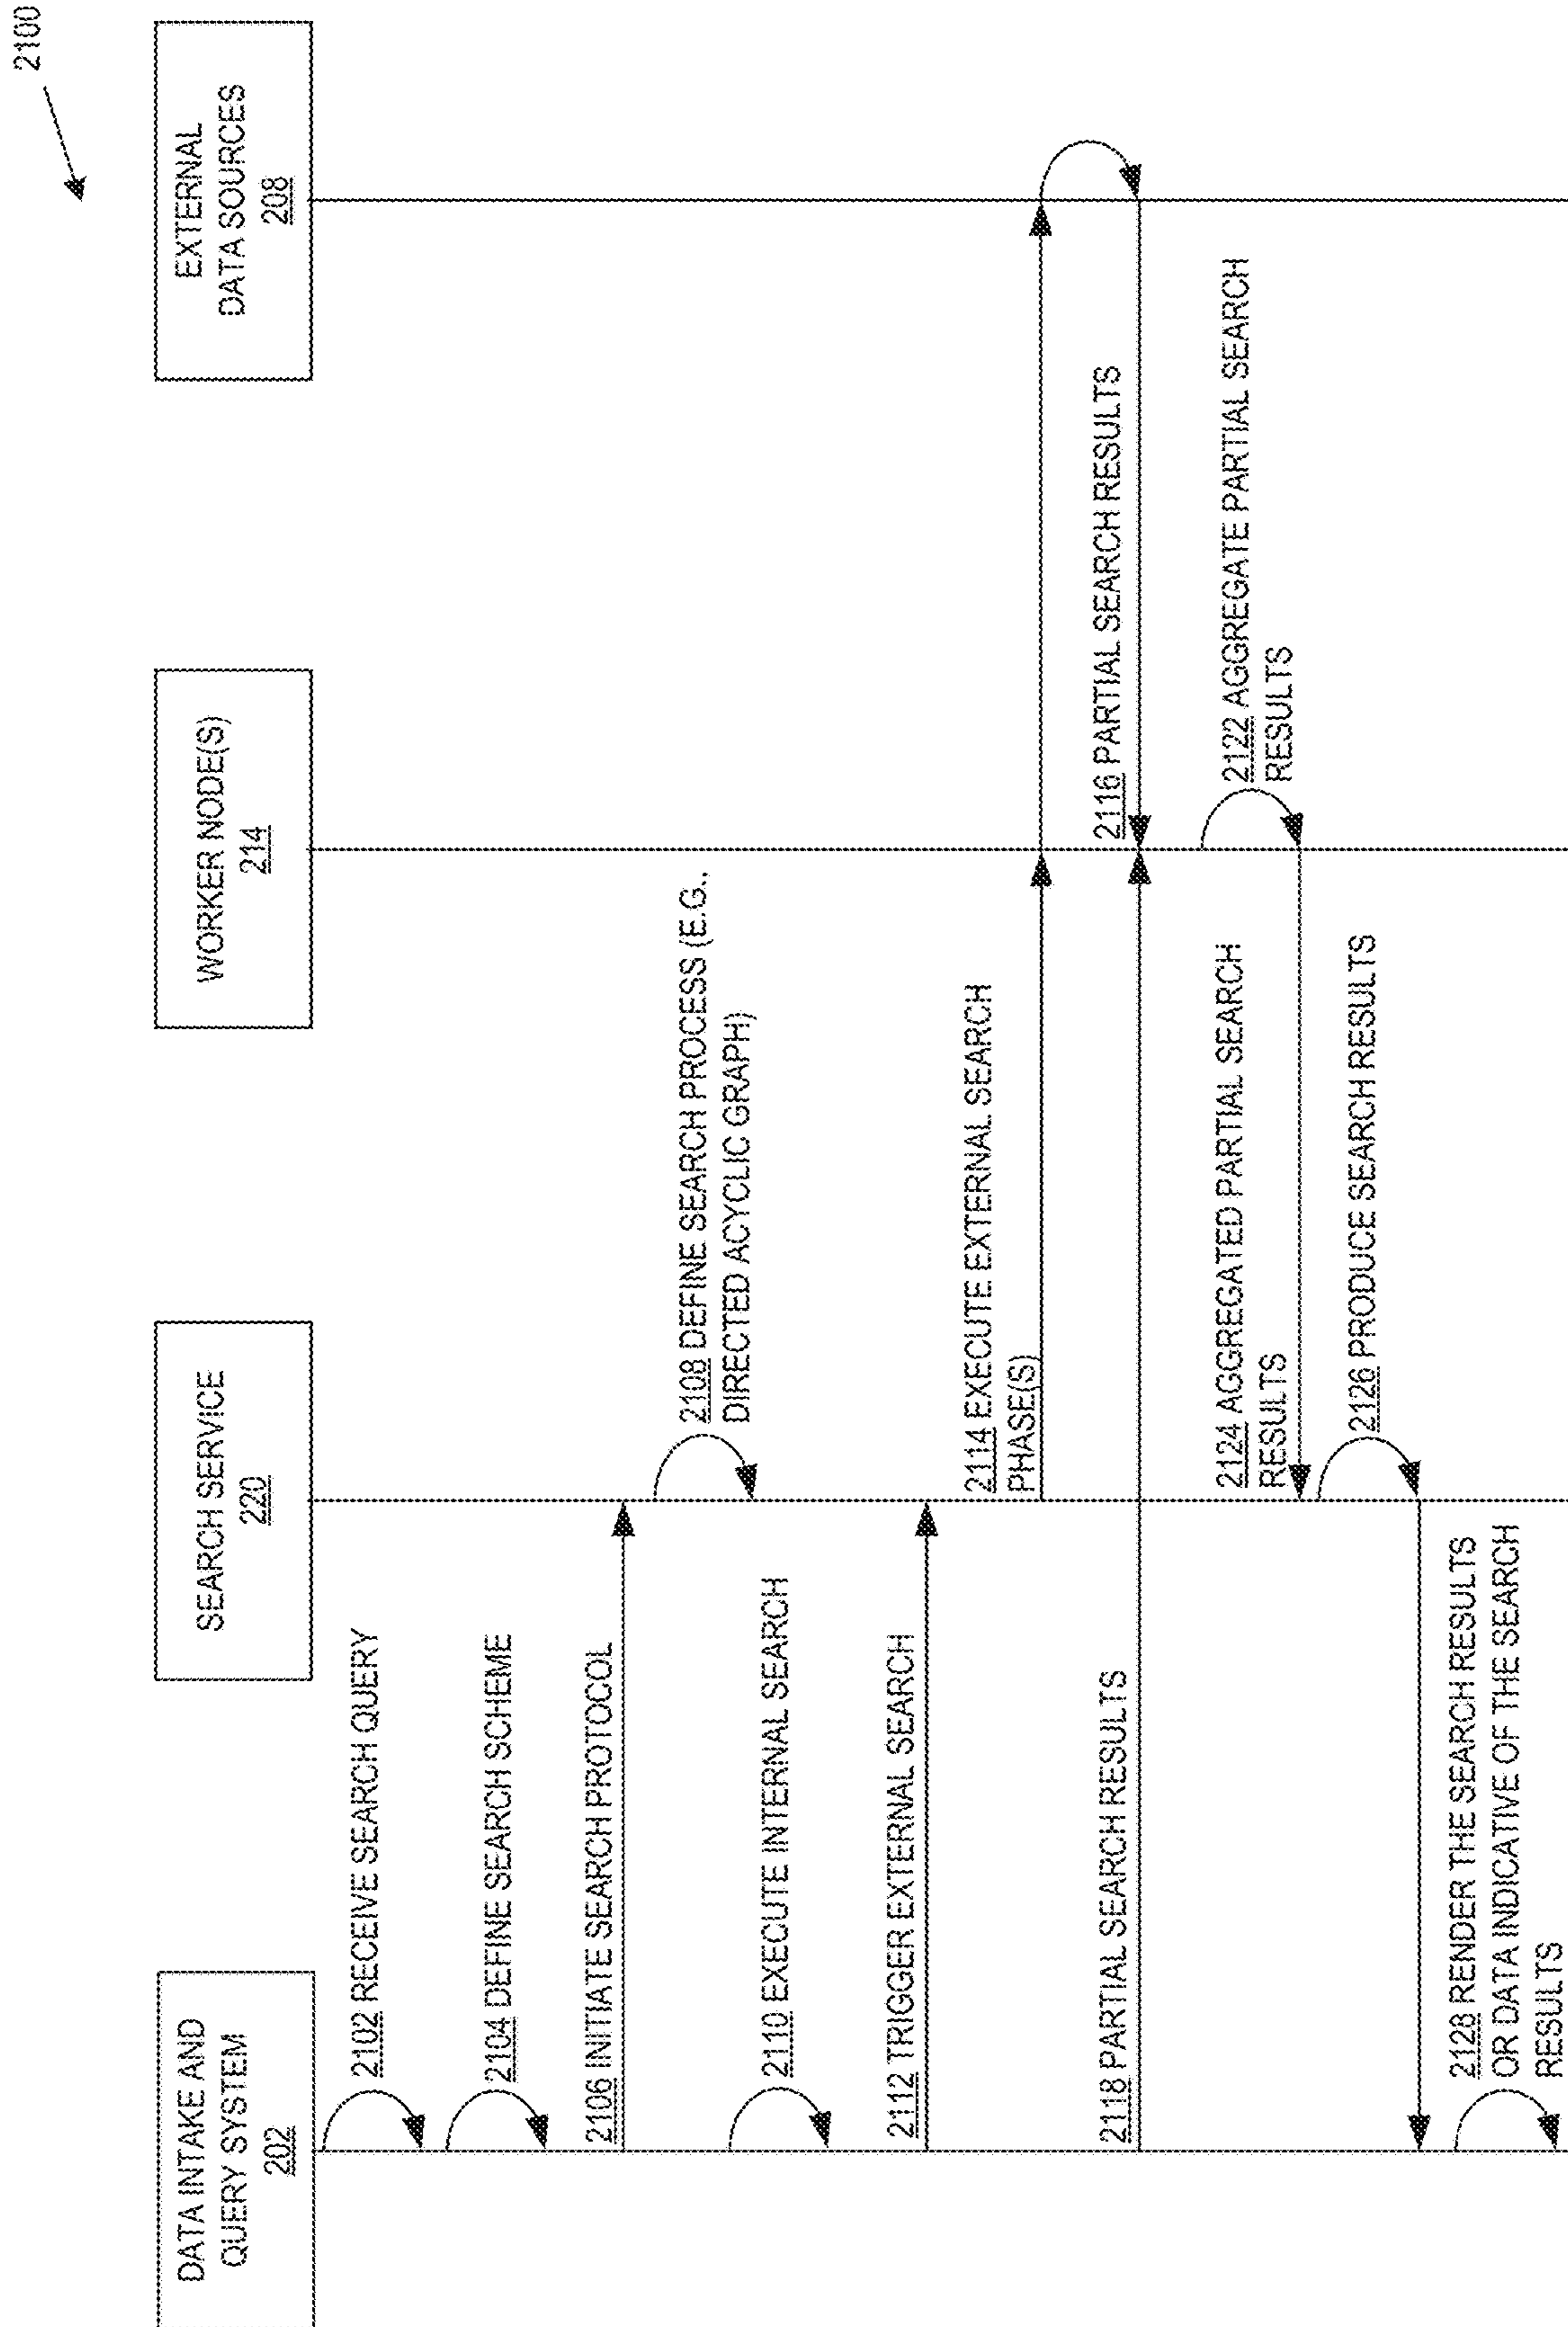 2100
DATA INTAKE AND
QUERY SYSTEM
202
SEARCH SERVICE
220
WORKER NODE(S)
214
EXTERNAL
DATA SOURCES
208
2102 RECEIVE SEARCH QUERY
2104 DEFINE SEARCH SCHEME
2106 INITIATE SEARCH PROTOCOL
2108 DEFINE SEARCH PROCESS (E.G.,
DIRECTED ACYCLIC GRAPH)
2110 EXECUTE INTERNAL SEARCH
2112 TRIGGER EXTERNAL SEARCH
2114 EXECUTE EXTERNAL SEARCH
PHASE(S)
2116 PARTIAL SEARCH RESULTS
2118 PARTIAL SEARCH RESULTS
2122 AGGREGATE PARTIAL SEARCH
RESULTS
2124 AGGREGATED PARTIAL SEARCH
RESULTS
2126 PRODUCE SEARCH RESULTS
2128 RENDER THE SEARCH RESULTS
OR DATA INDICATIVE OF THE SEARCH
RESULTS